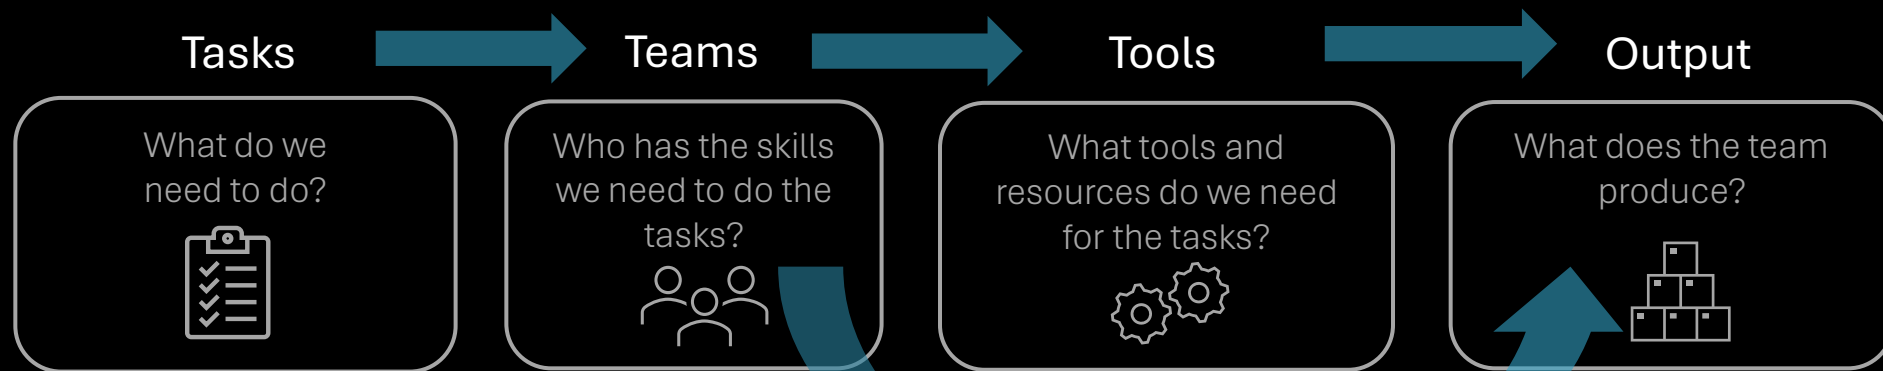 Tasks
Teams
Tools
Output
What do we
need to do?
Who has the skills
we need to do the
tasks?
What tools and
resources do we need
for the tasks?
What does the team
produce?